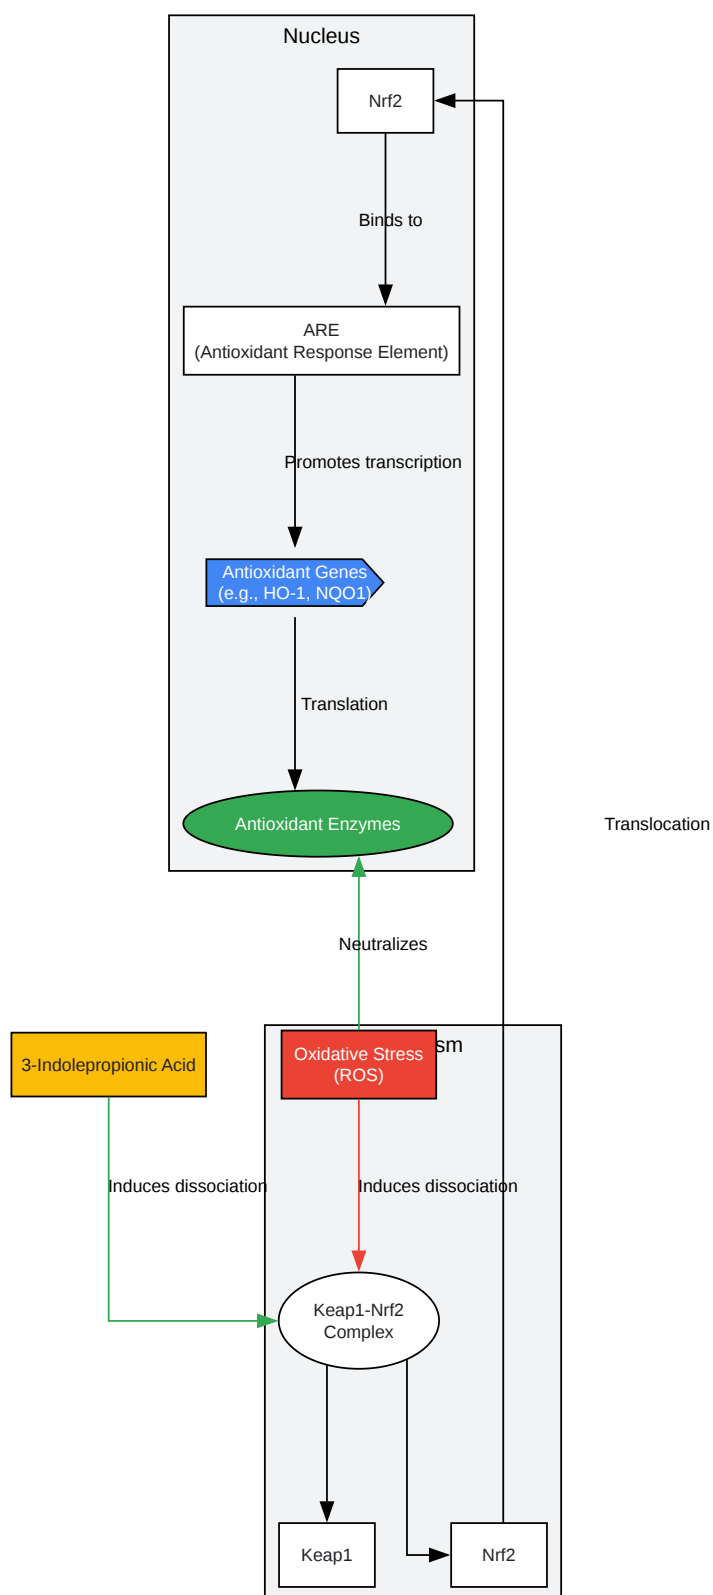 Nucleus
Nrf2
Binds to
ARE
(Antioxidant Response Element)
Promotes transcription
Antioxidant Genes
(e.g., HO-1, NQO1)
Translation
Antioxidant Enzymes
Translocation
Neutralizes
3-Indolepropionic Acid
Oxidative Stress
(ROS)
Induces dissociation
Induces dissociation
Keap1-Nrf2
Complex
Keap1
Nrf2